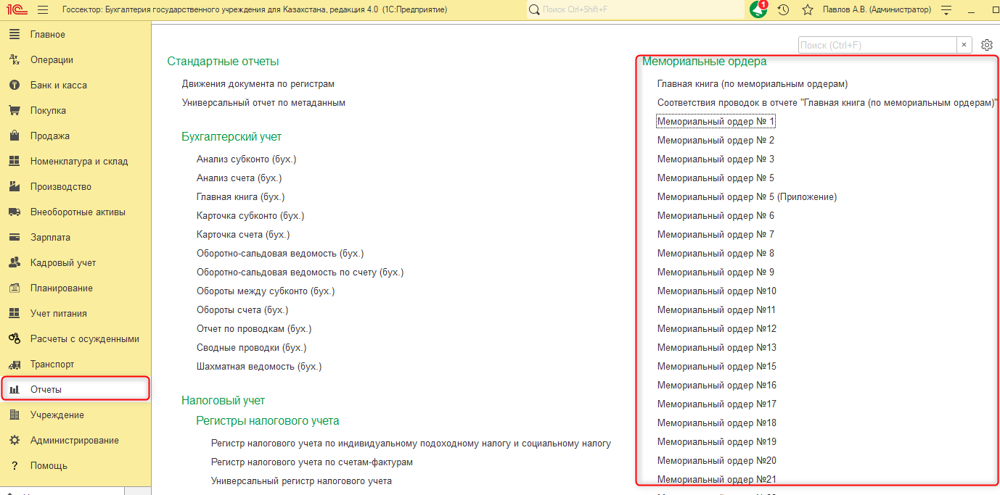 1С Госсектор: Бухгалтерия государственного учреждения для Казахстана, редакция 4.0 (1С:Предприятие)
Поиск Ctrl+Shift+F
1
Павлов А.В. (Администратор)
Главное
Операции
Банк и касса
Покупка
Продажа
Номенклатура и склад
Производство
Внеоборотные активы
Зарплата
Кадровый учет
Планирование
Учет питания
Расчеты с осужденными
Транспорт
Отчеты
Учреждение
Администрирование
? Помощь
Поиск (Ctrl+F) ×
Стандартные отчеты
Движения документа по регистрам
Универсальный отчет по метаданным
Бухгалтерский учет
Анализ субконто (бух.)
Анализ счета (бух.)
Главная книга (бух.)
Карточка субконто (бух.)
Карточка счета (бух.)
Оборотно-сальдовая ведомость (бух.)
Оборотно-сальдовая ведомость по счету (бух.)
Обороты между субконто (бух.)
Обороты счета (бух.)
Отчет по проводкам (бух.)
Сводные проводки (бух.)
Шахматная ведомость (бух.)
Налоговый учет
Регистры налогового учета
Регистр налогового учета по индивидуальному подоходному налогу и социальному налогу
Регистр налогового учета по счетам-фактурам
Универсальный регистр налогового учета
Мемориальные ордера
Главная книга (по мемориальным ордерам)
Соответствия проводок в отчете "Главная книга (по мемориальным ордерам)"
Мемориальный ордер № 1
Мемориальный ордер № 2
Мемориальный ордер № 3
Мемориальный ордер № 5
Мемориальный ордер № 5 (Приложение)
Мемориальный ордер № 6
Мемориальный ордер № 7
Мемориальный ордер № 8
Мемориальный ордер № 9
Мемориальный ордер №10
Мемориальный ордер №11
Мемориальный ордер №12
Мемориальный ордер №13
Мемориальный ордер №15
Мемориальный ордер №16
Мемориальный ордер №17
Мемориальный ордер №18
Мемориальный ордер №19
Мемориальный ордер №20
Мемориальный ордер №21